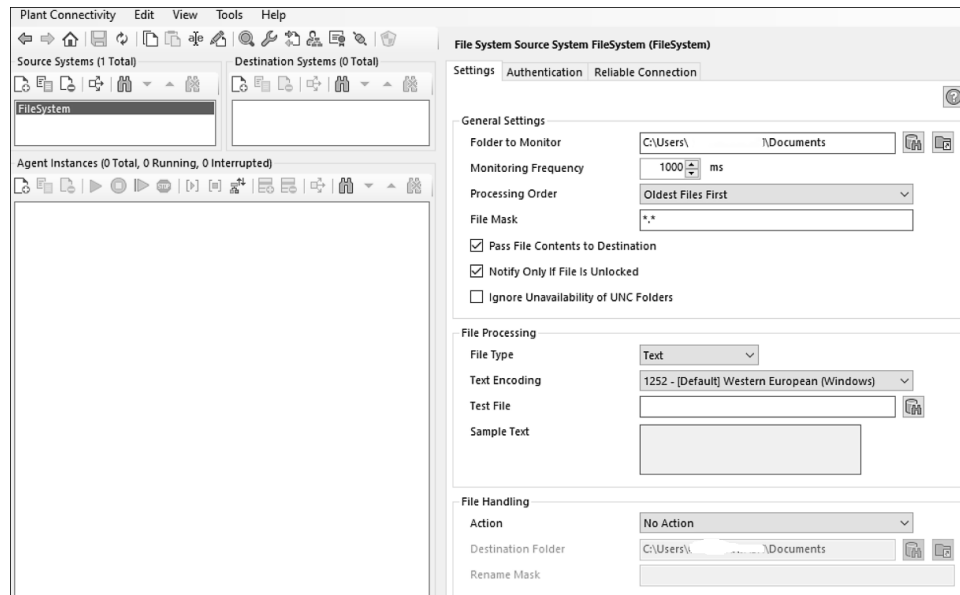 Plant Connectivity Edit View Tools Help
Source Systems (1 Total)
Destination Systems (0 Total)
FileSystem
Agent Instances (0 Total, 0 Running, 0 Interrupted)
File System Source System FileSystem (FileSystem)
Settings Authentication Reliable Connection
General Settings
Folder to Monitor C:\Users\ \Documents
Monitoring Frequency 1000 ms
Processing Order Oldest Files First
File Mask *.*
Pass File Contents to Destination
Notify Only If File Is Unlocked
Ignore Unavailability of UNC Folders
File Processing
File Type Text
Text Encoding 1252 - [Default] Western European (Windows)
Test File
Sample Text
File Handling
Action No Action
Destination Folder C:\Users\ \Documents
Rename Mask